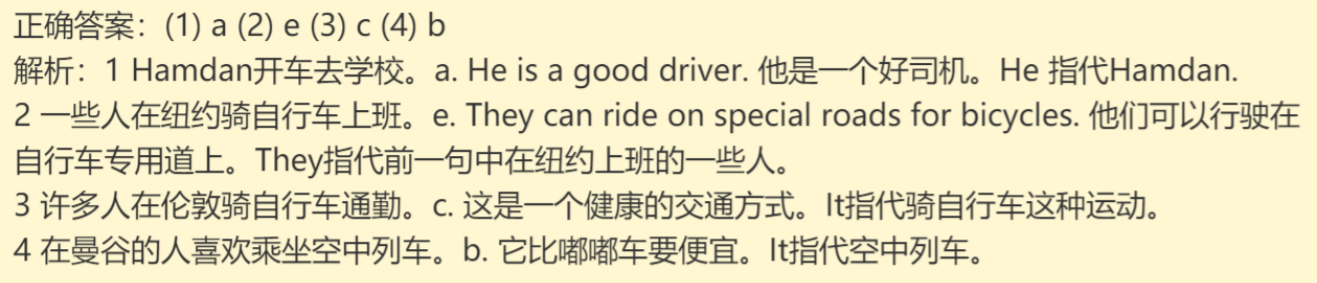 正确答案：(1) a (2) e (3) c (4) b
解析：1 Hamdan开车去学校。a. He is a good driver. 他是一个好司机。He 指代Hamdan.
2 一些人在纽约骑自行车上班。e. They can ride on special roads for bicycles. 他们可以行驶在
自行车专用道上。They指代前一句中在纽约上班的一些人。
3 许多人在伦敦骑自行车通勤。c. 这是一个健康的交通方式。It指代骑自行车这种运动。
4 在曼谷的人喜欢乘坐空中列车。b. 它比嘟嘟车要便宜。It指代空中列车。